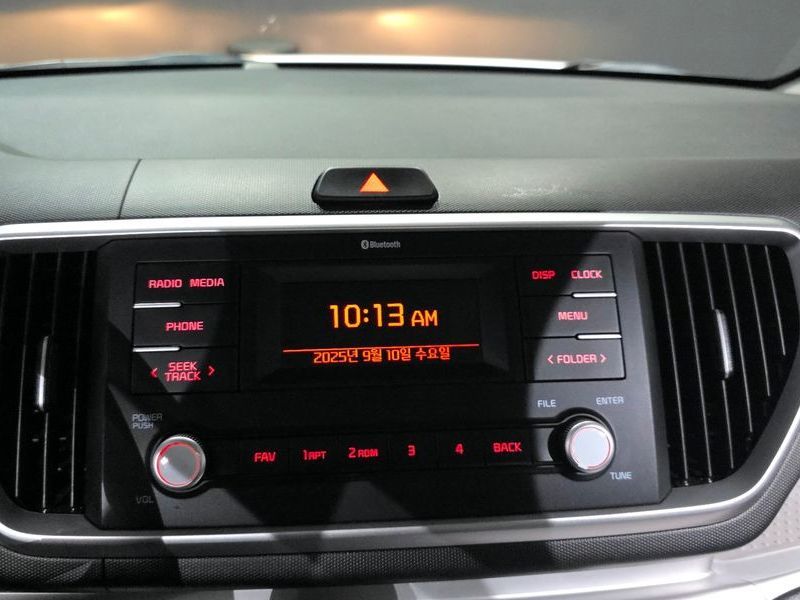 Bluetooth
RADIO MEDIA
DISP CLOCK
PHONE
10:13 AM
MENU
2025년 9월 10일 수요일
< SEEK TRACK >
< FOLDER >
POWER PUSH
FILE
ENTER
FAV
1 RPT
2 RDM
3
4
BACK
VOL
TUNE